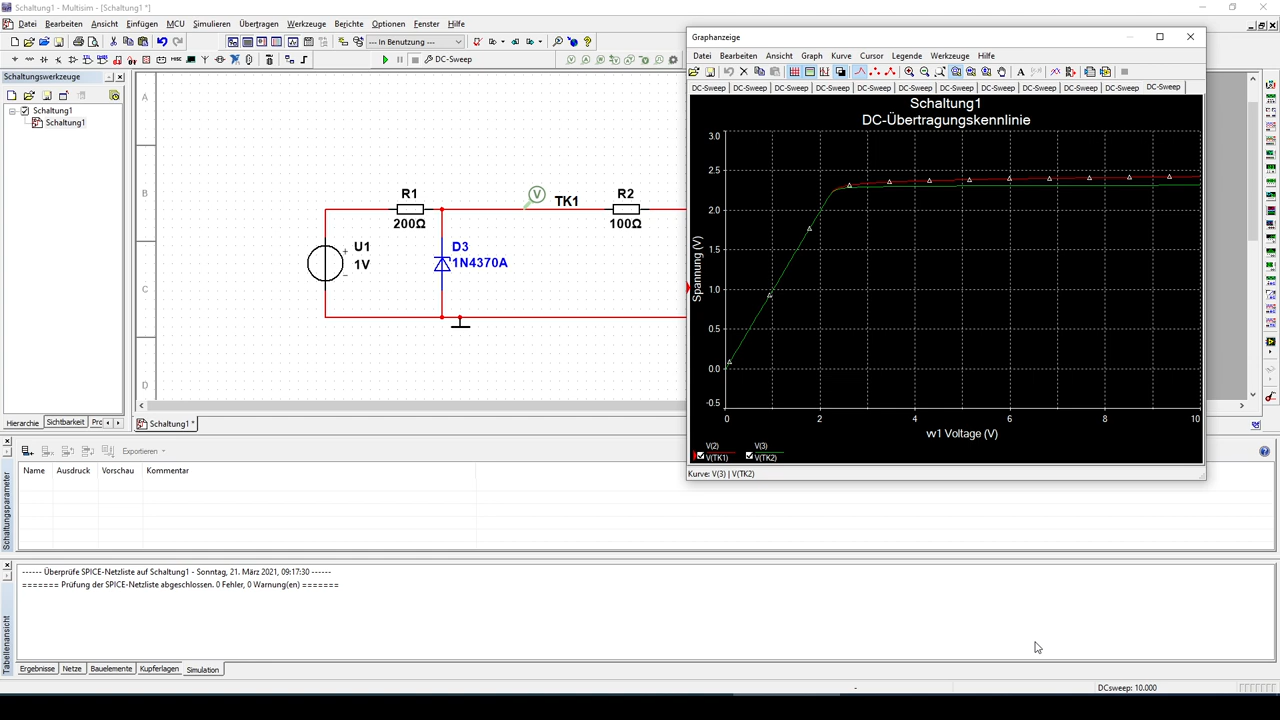 Schaltung1 - Multisim - [Schaltung1 *]
Datei Bearbeiten Ansicht Einfügen MCU Simulieren Übertragen Werkzeuge Berichte Optionen Fenster Hilfe
--- In Benutzung ---
DC-Sweep
Schaltungswerkzeuge
Schaltung1
Schaltung1
Hierarchie Sichtbarkeit Prc
A
B
C
D
R1
200Ω
U1
1V
+
−
D3
1N4370A
V
TK1
R2
100Ω
Schaltung1 *
Graphanzeige
Datei Bearbeiten Ansicht Graph Kurve Cursor Legende Werkzeuge Hilfe
DC-Sweep DC-Sweep DC-Sweep DC-Sweep DC-Sweep DC-Sweep DC-Sweep DC-Sweep DC-Sweep DC-Sweep DC-Sweep DC-Sweep
Schaltung1
DC-Übertragungskennlinie
Spannung (V)
3.0
2.5
2.0
1.5
1.0
0.5
0.0
-0.5
0 2 4 6 8 10
vv1 Voltage (V)
V(2) V(3)
V(TK1) V(TK2)
Kurve: V(3) | V(TK2)
Schaltungsparameter
Exportieren
Name Ausdruck Vorschau Kommentar
Tabellenansicht
------ Überprüfe SPICE-Netzliste auf Schaltung1 - Sonntag, 21. März 2021, 09:17:30 ------
======= Prüfung der SPICE-Netzliste abgeschlossen. 0 Fehler, 0 Warnung(en) =======
Ergebnisse Netze Bauelemente Kupferlagen Simulation
- DCsweep: 10.000